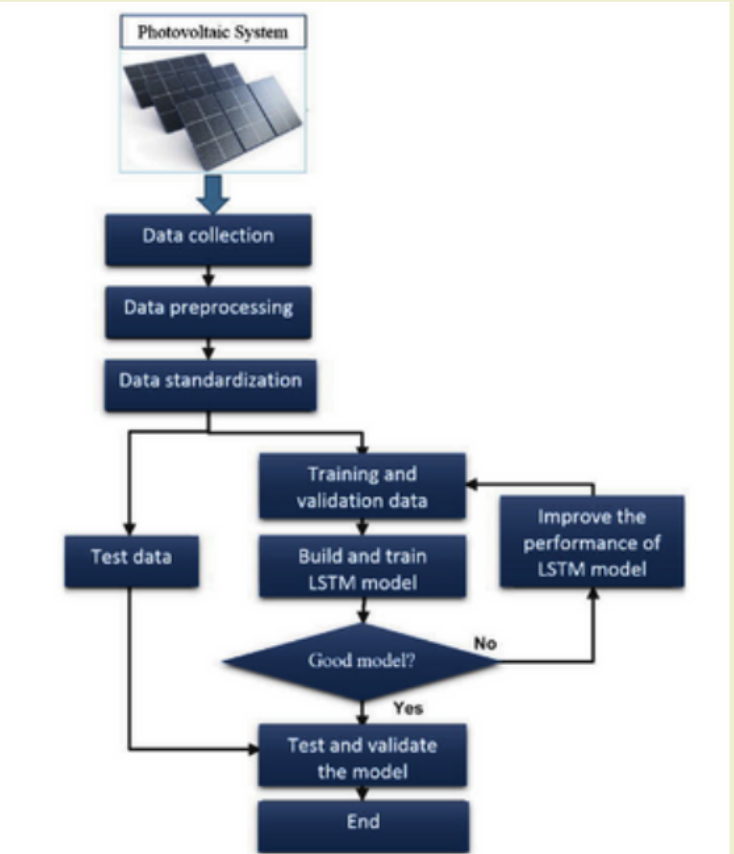 Photovoltaic System
Data collection
Data preprocessing
Data standardization
Training and
validation data
Improve the
performance of
LSTM model
Test data
Build and train
LSTM model
No
Good model?
Yes
Test and validate
the model
End